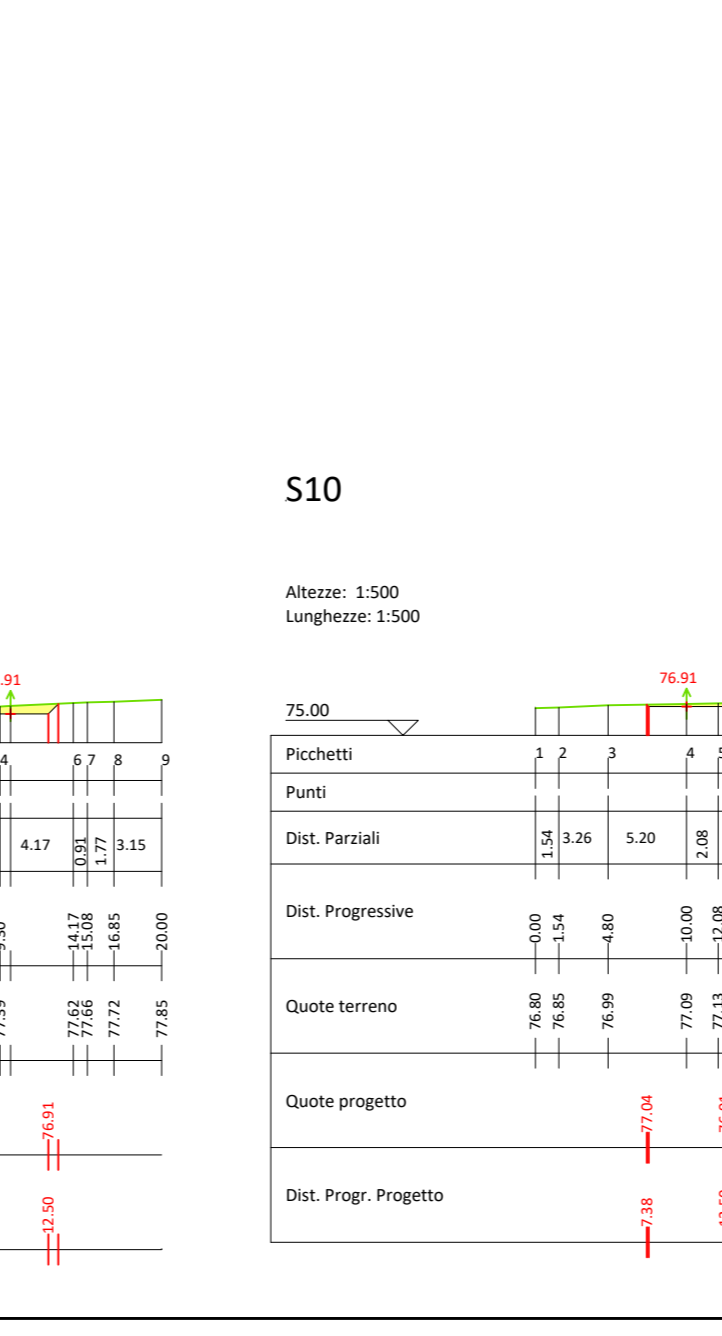 .91
4 6 7 8 9
4.17 0.91 1.77 3.15
14.17 15.08 16.85 20.00
77.62 77.66 77.72 77.85
76.91
12.50
S10
Altezze: 1:500
Lunghezze: 1:500
76.91
75.00
Picchetti 1 2 3 4
Punti
Dist. Parziali 1.54 3.26 5.20 2.08
Dist. Progressive 0.00 1.54 4.80 10.00 12.08
Quote terreno 76.80 76.85 76.99 77.09 77.13
Quote progetto 77.04
Dist. Progr. Progetto 7.38